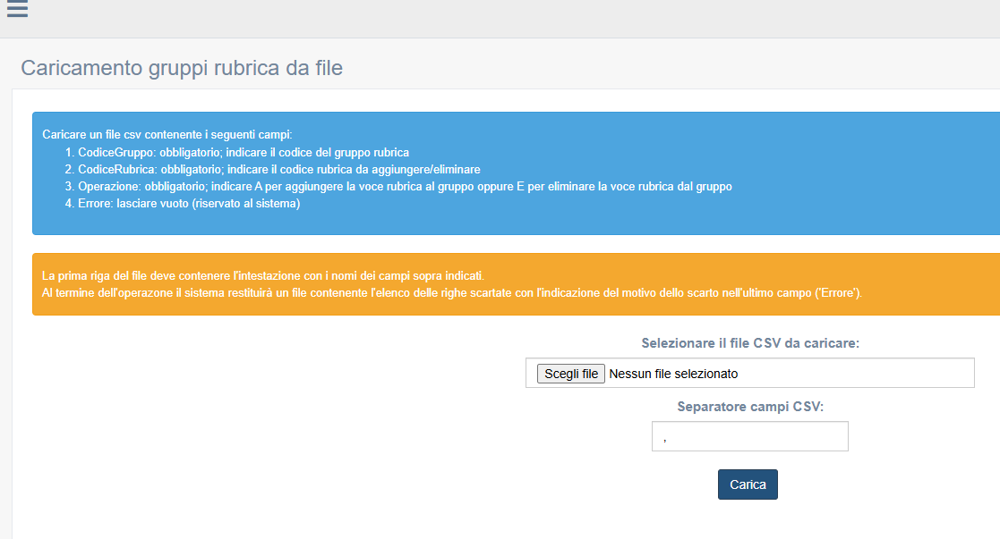 Caricamento gruppi rubrica da file
Caricare un file csv contenente i seguenti campi:
1. CodiceGruppo: obbligatorio; indicare il codice del gruppo rubrica
2. CodiceRubrica: obbligatorio; indicare il codice rubrica da aggiungere/eliminare
3. Operazione: obbligatorio; indicare A per aggiungere la voce rubrica al gruppo oppure E per eliminare la voce rubrica dal gruppo
4. Errore: lasciare vuoto (riservato al sistema)
La prima riga del file deve contenere l'intestazione con i nomi dei campi sopra indicati.
Al termine dell'operazone il sistema restituirà un file contenente l'elenco delle righe scartate con l'indicazione del motivo dello scarto nell'ultimo campo ('Errore').
Selezionare il file CSV da caricare:
Scegli file Nessun file selezionato
Separatore campi CSV:
,
Carica